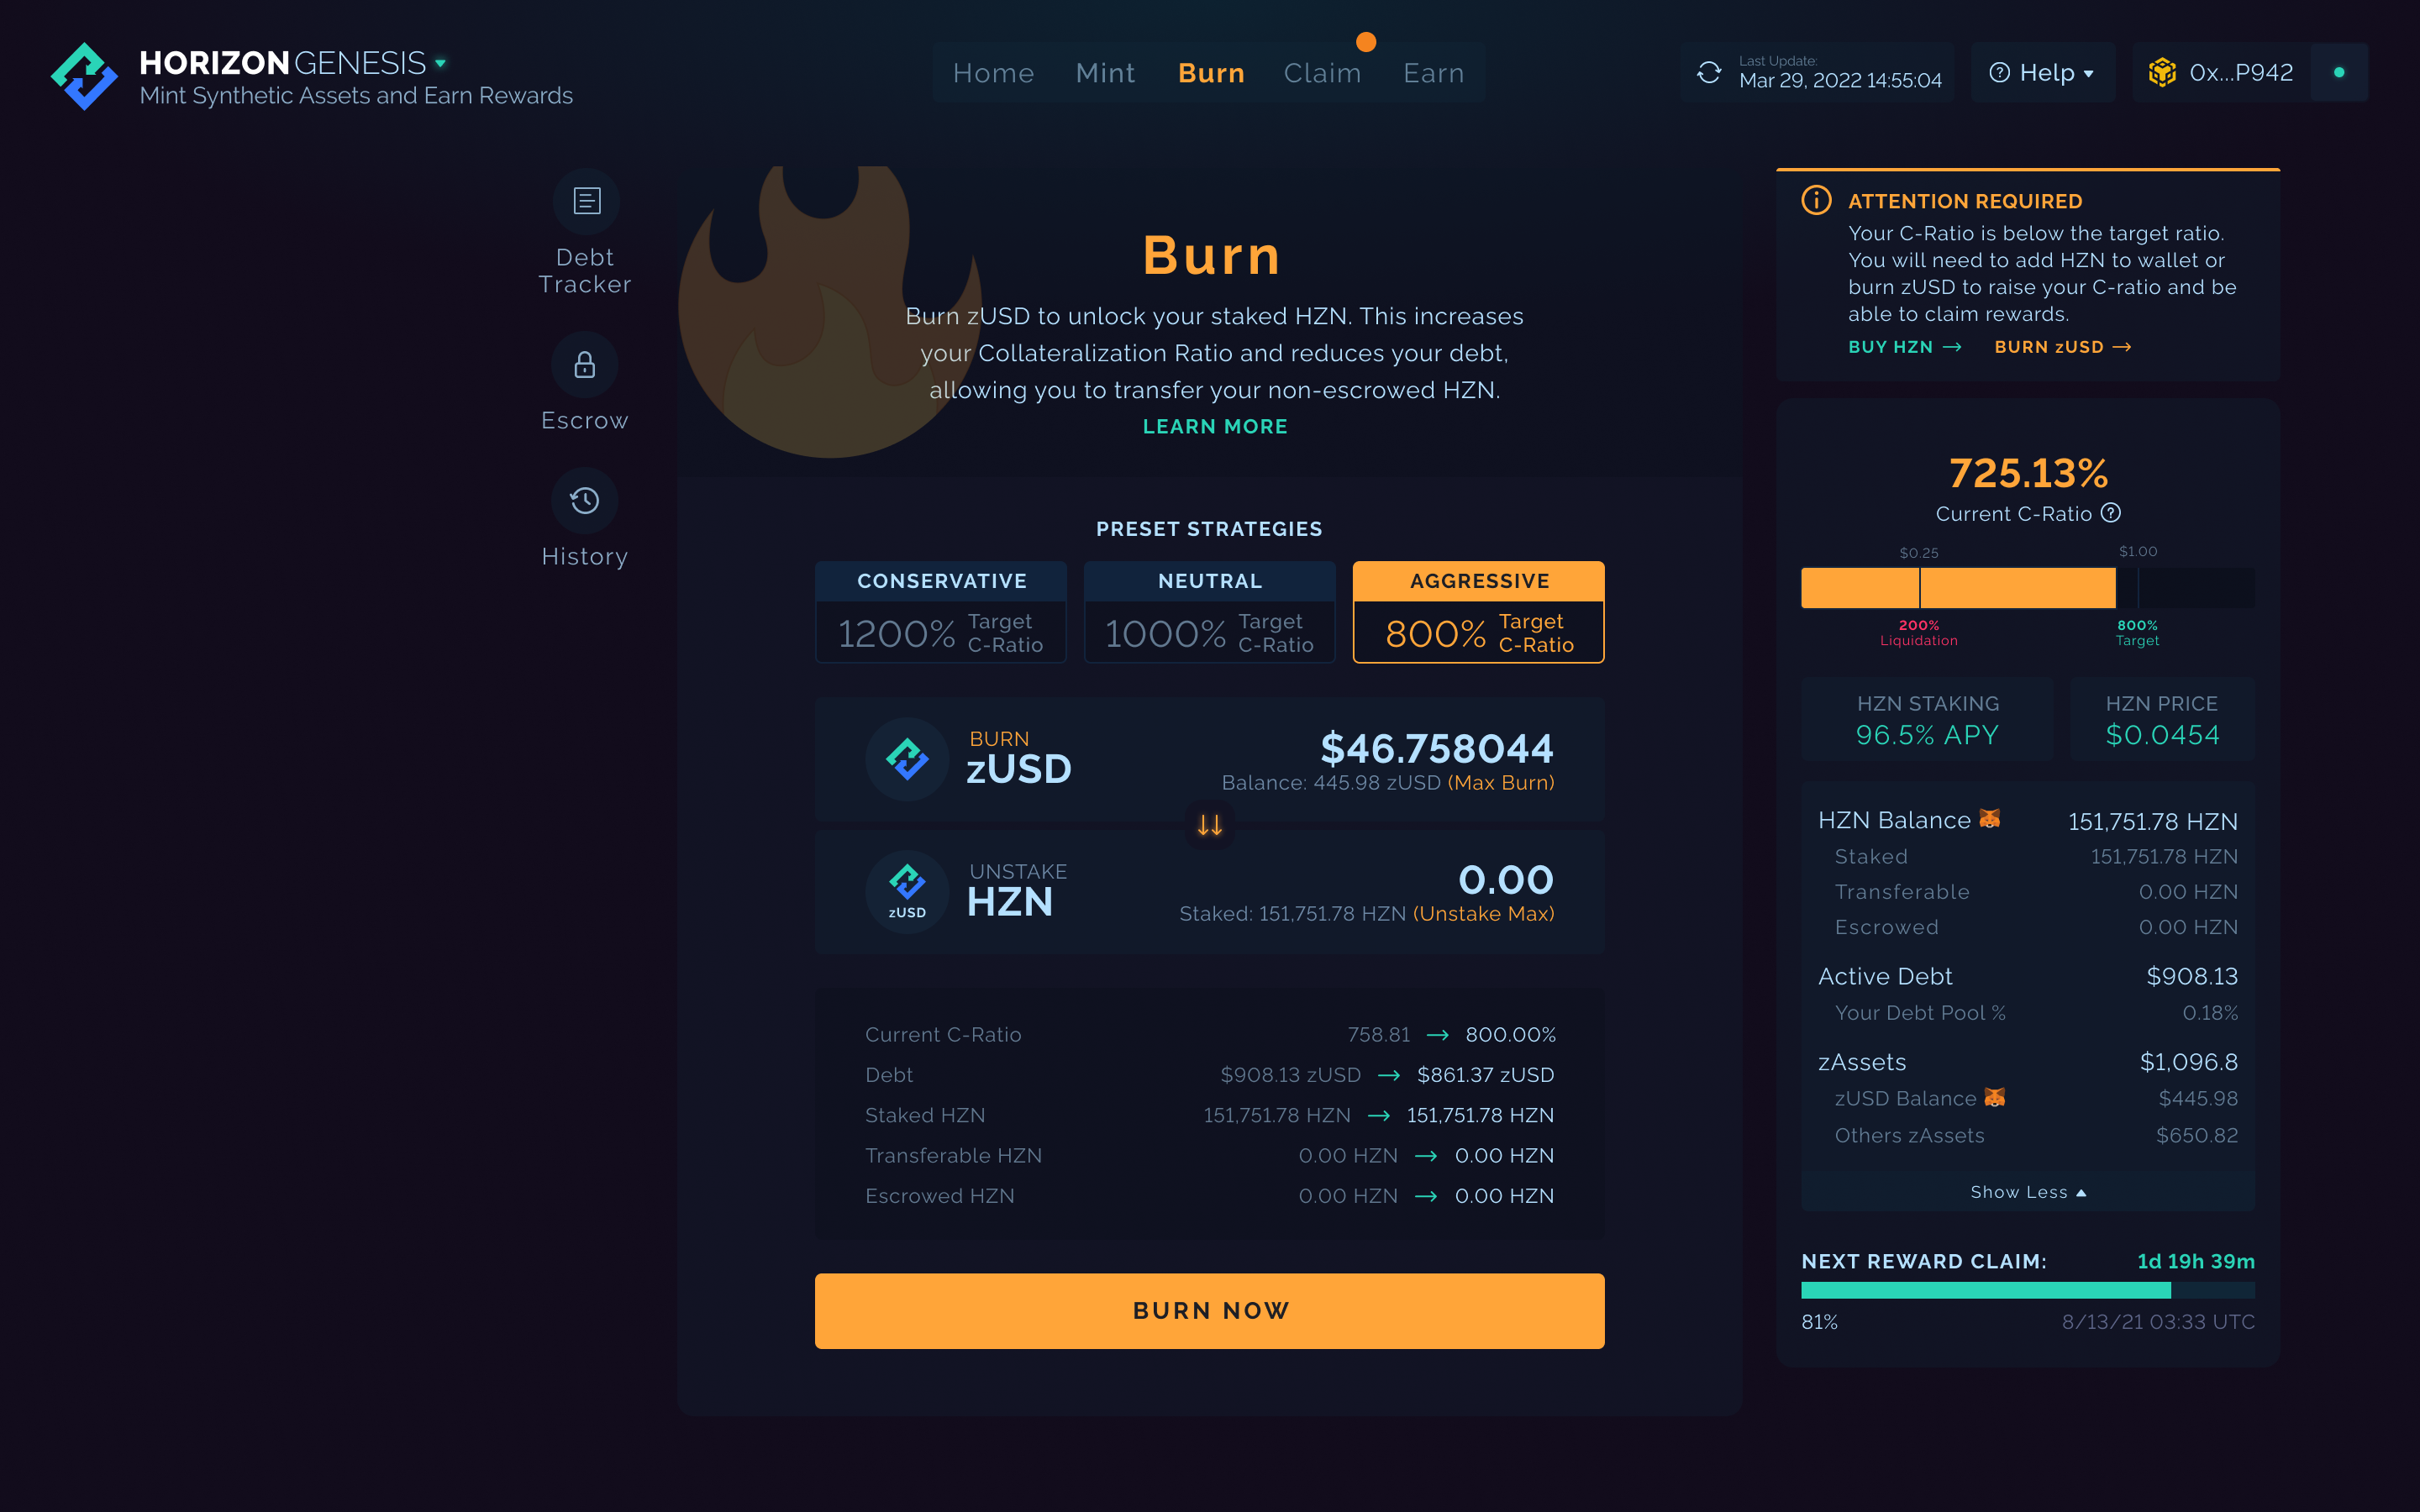 HORIZON GENESIS
Mint Synthetic Assets and Earn Rewards
Home Mint Burn Claim Earn
Last Update:
Mar 29, 2022 14:55:04
Help
0x...P942
Debt
Tracker
Escrow
History
Burn
Burn zUSD to unlock your staked HZN. This increases
your Collateralization Ratio and reduces your debt,
allowing you to transfer your non-escrowed HZN.
LEARN MORE
PRESET STRATEGIES
CONSERVATIVE
1200% Target
C-Ratio
NEUTRAL
1000% Target
C-Ratio
AGGRESSIVE
800% Target
C-Ratio
BURN
zUSD
$46.758044
Balance: 445.98 zUSD (Max Burn)
zUSD
UNSTAKE
HZN
0.00
Staked: 151,751.78 HZN (Unstake Max)
Current C-Ratio 758.81 → 800.00%
Debt $908.13 zUSD → $861.37 zUSD
Staked HZN 151,751.78 HZN → 151,751.78 HZN
Transferable HZN 0.00 HZN → 0.00 HZN
Escrowed HZN 0.00 HZN → 0.00 HZN
BURN NOW
ATTENTION REQUIRED
Your C-Ratio is below the target ratio.
You will need to add HZN to wallet or
burn zUSD to raise your C-ratio and be
able to claim rewards.
BUY HZN → BURN zUSD →
725.13%
Current C-Ratio
$0.25 $1.00
200% 800%
Liquidation Target
HZN STAKING
96.5% APY
HZN PRICE
$0.0454
HZN Balance 151,751.78 HZN
Staked 151,751.78 HZN
Transferable 0.00 HZN
Escrowed 0.00 HZN
Active Debt $908.13
Your Debt Pool % 0.18%
zAssets $1,096.8
zUSD Balance $445.98
Others zAssets $650.82
Show Less
NEXT REWARD CLAIM: 1d 19h 39m
81% 8/13/21 03:33 UTC